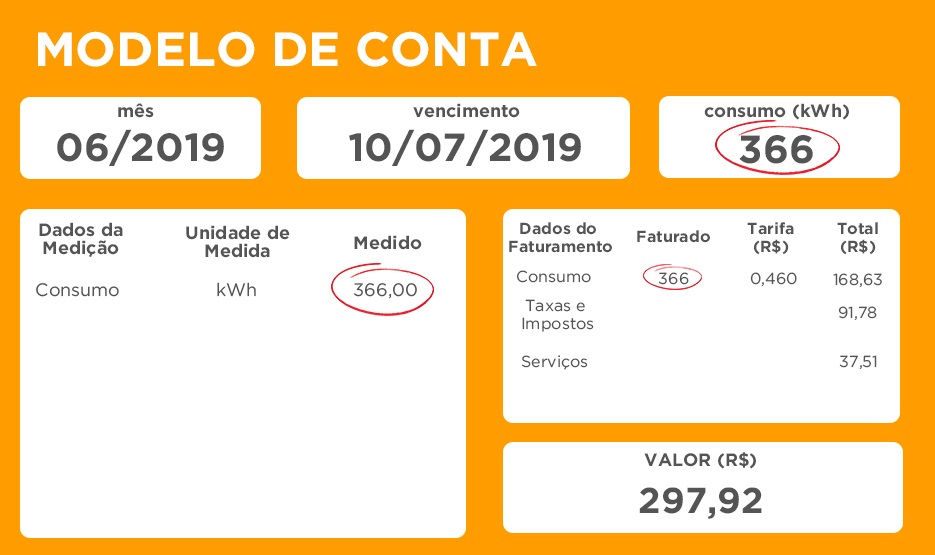 MODELO DE CONTA
mês
06/2019
vencimento
10/07/2019
consumo (kWh)
366
Dados da
Medição
Unidade de
Medida
Medido
Consumo kWh 366,00
Dados do
Faturamento
Faturado
Tarifa
(R$)
Total
(R$)
Consumo 366 0,460 168,63
Taxas e
Impostos
91,78
Serviços 37,51
VALOR (R$)
297,92